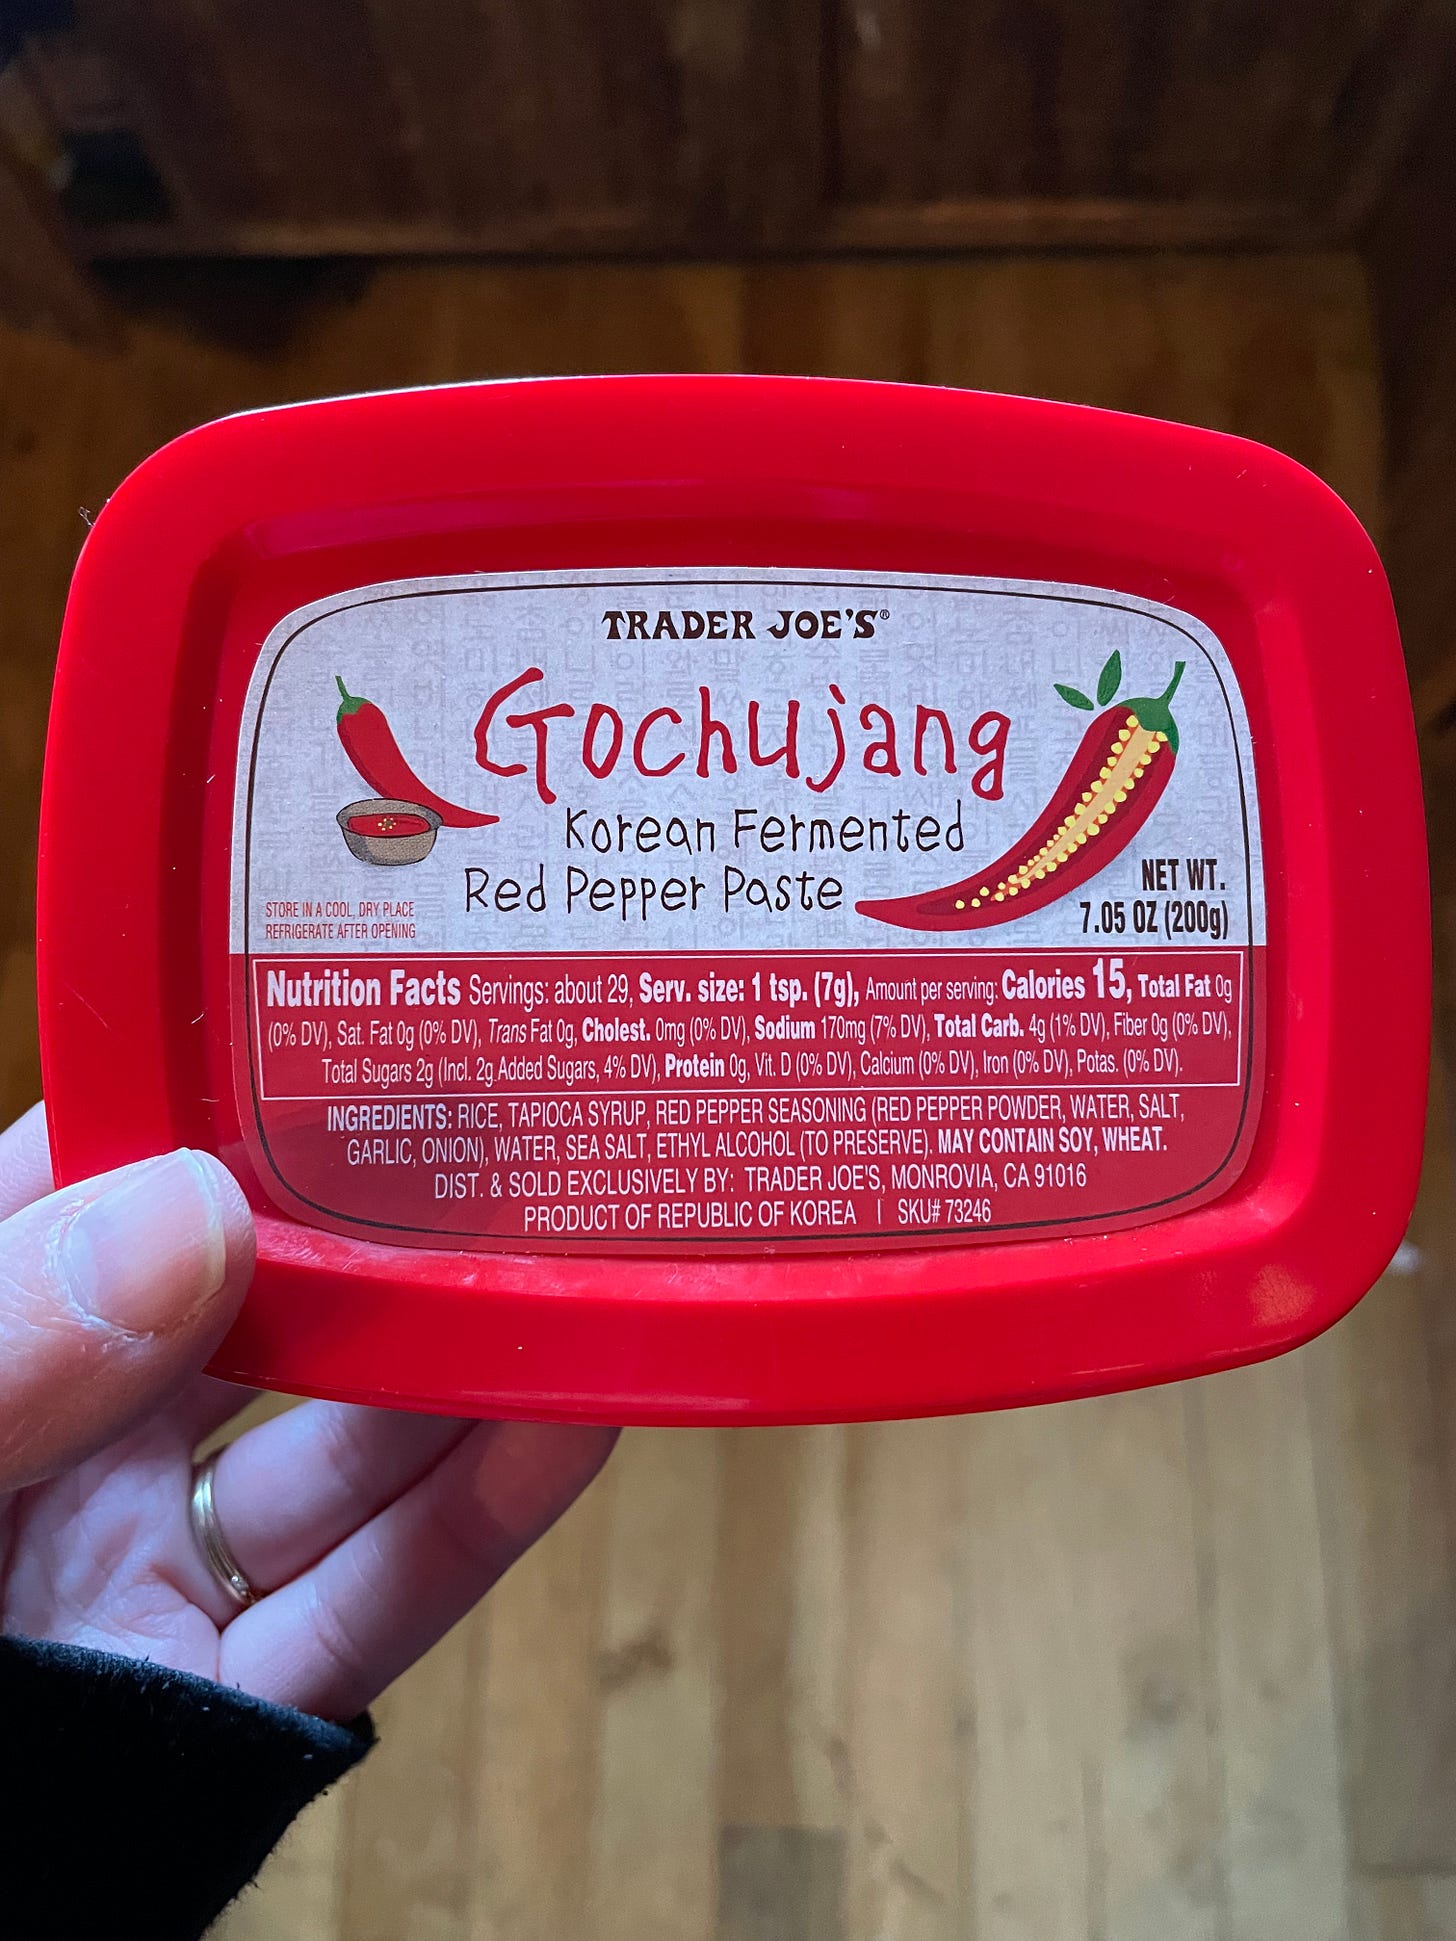 TRADER JOE'S®
Gochujang
Korean Fermented
Red Pepper Paste
STORE IN A COOL, DRY PLACE
REFRIGERATE AFTER OPENING
NET WT.
7.05 OZ (200g)
Nutrition Facts Servings: about 29, Serv. size: 1 tsp. (7g), Amount per serving: Calories 15, Total Fat 0g
(0% DV), Sat. Fat 0g (0% DV), Trans Fat 0g, Cholest. 0mg (0% DV), Sodium 170mg (7% DV), Total Carb. 4g (1% DV), Fiber 0g (0% DV),
Total Sugars 2g (Incl. 2g Added Sugars, 4% DV), Protein 0g, Vit. D (0% DV), Calcium (0% DV), Iron (0% DV), Potas. (0% DV).
INGREDIENTS: RICE, TAPIOCA SYRUP, RED PEPPER SEASONING (RED PEPPER POWDER, WATER, SALT,
GARLIC, ONION), WATER, SEA SALT, ETHYL ALCOHOL (TO PRESERVE). MAY CONTAIN SOY, WHEAT.
DIST. & SOLD EXCLUSIVELY BY: TRADER JOE'S, MONROVIA, CA 91016
PRODUCT OF REPUBLIC OF KOREA | SKU# 73246